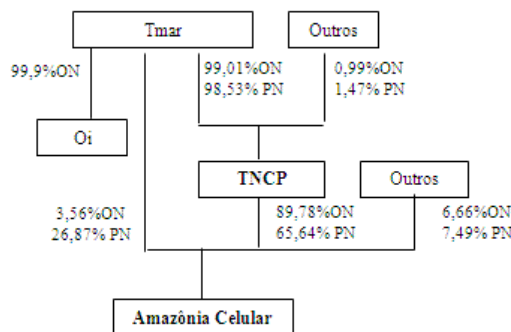 Tmar
Outros
99,9%ON
99,01%ON
98,53% PN
0,99%ON
1,47% PN
Oi
TNCP
Outros
3,56%ON
26,87% PN
89,78%ON
65,64% PN
6,66%ON
7,49% PN
Amazônia Celular